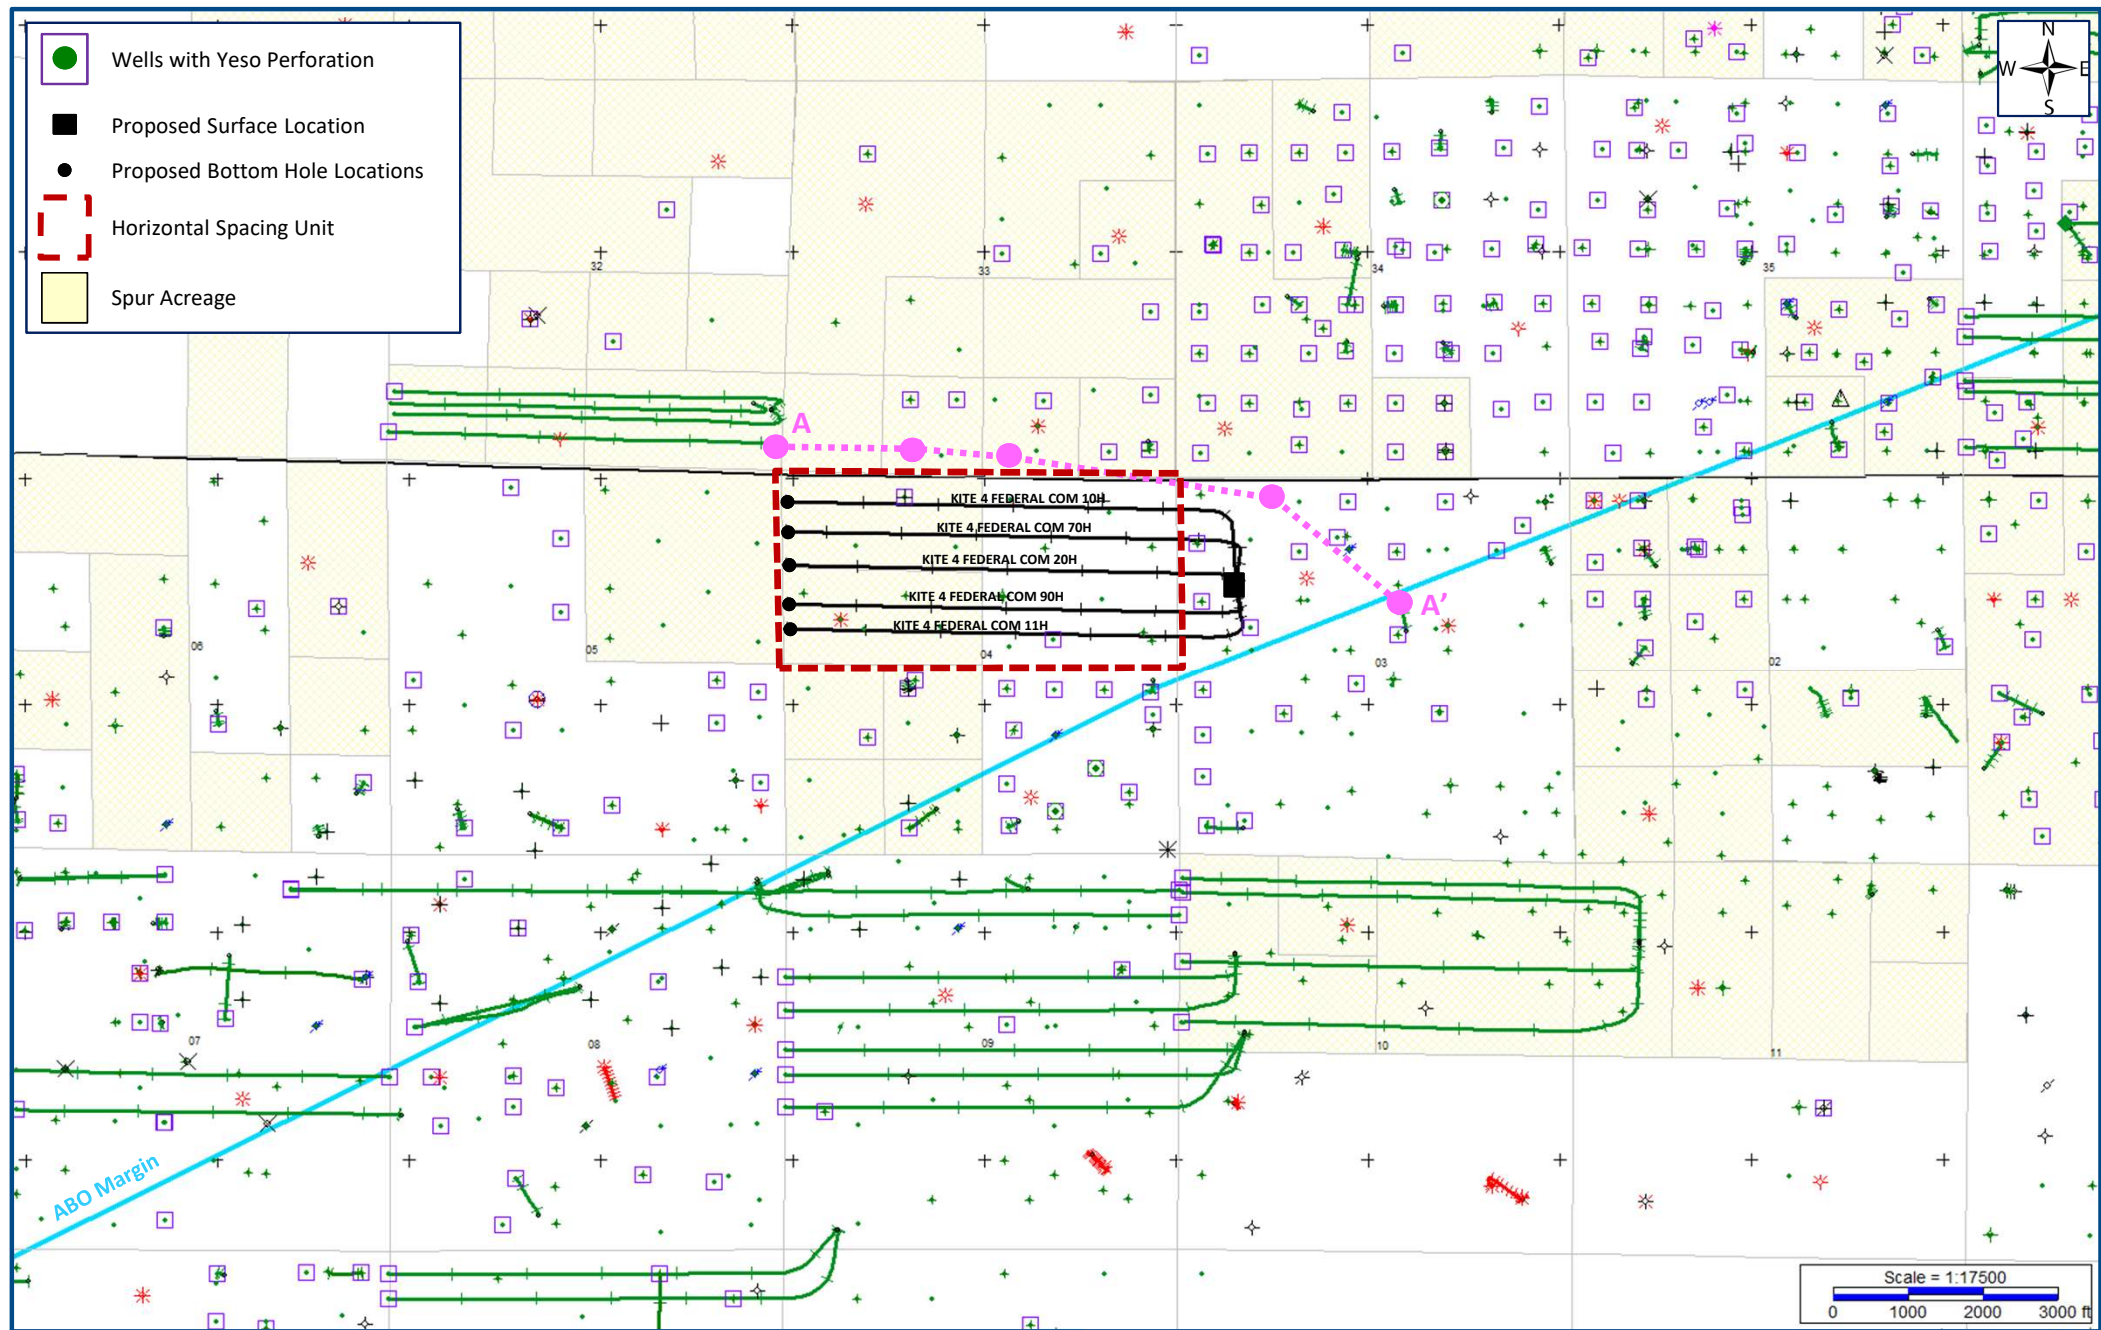 Wells with Yeso Perforation
Proposed Surface Location
Proposed Bottom Hole Locations
Horizontal Spacing Unit
Spur Acreage
N
W E
S
32
33
34
35
A
KITE 4 FEDERAL COM 10H
KITE 4 FEDERAL COM 70H
KITE 4 FEDERAL COM 20H
KITE 4 FEDERAL COM 90H
KITE 4 FEDERAL COM 11H
A'
06
05
04
03
02
07
08
09
10
11
ABO Margin
Scale = 1:17500
0 1000 2000 3000 ft